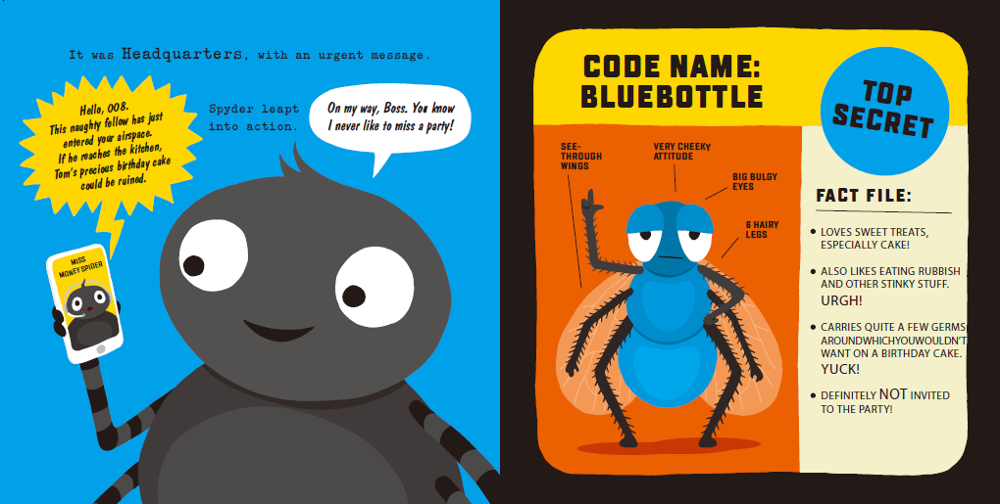 It was Headquarters, with an urgent message.
Hello, 008.
This naughty fellow has just
entered your airspace.
If he reaches the kitchen,
Tom's precious birthday cake
could be ruined.
Spyder leapt
into action.
On my way, Boss. You know
I never like to miss a party!
MISS
MONEYSPIDER
CODE NAME:
BLUEBOTTLE
TOP
SECRET
SEE-
THROUGH
WINGS
VERY CHEEKY
ATTITUDE
BIG BULGY
EYES
6 HAIRY
LEGS
FACT FILE:
• LOVES SWEET TREATS,
ESPECIALLY CAKE!
• ALSO LIKES EATING RUBBISH
AND OTHER STINKY STUFF.
URGH!
• CARRIES QUITE A FEW GERMS
AROUNDWHICHYOUWOULDN'T
WANT ON A BIRTHDAY CAKE.
YUCK!
• DEFINITELY NOT INVITED
TO THE PARTY!